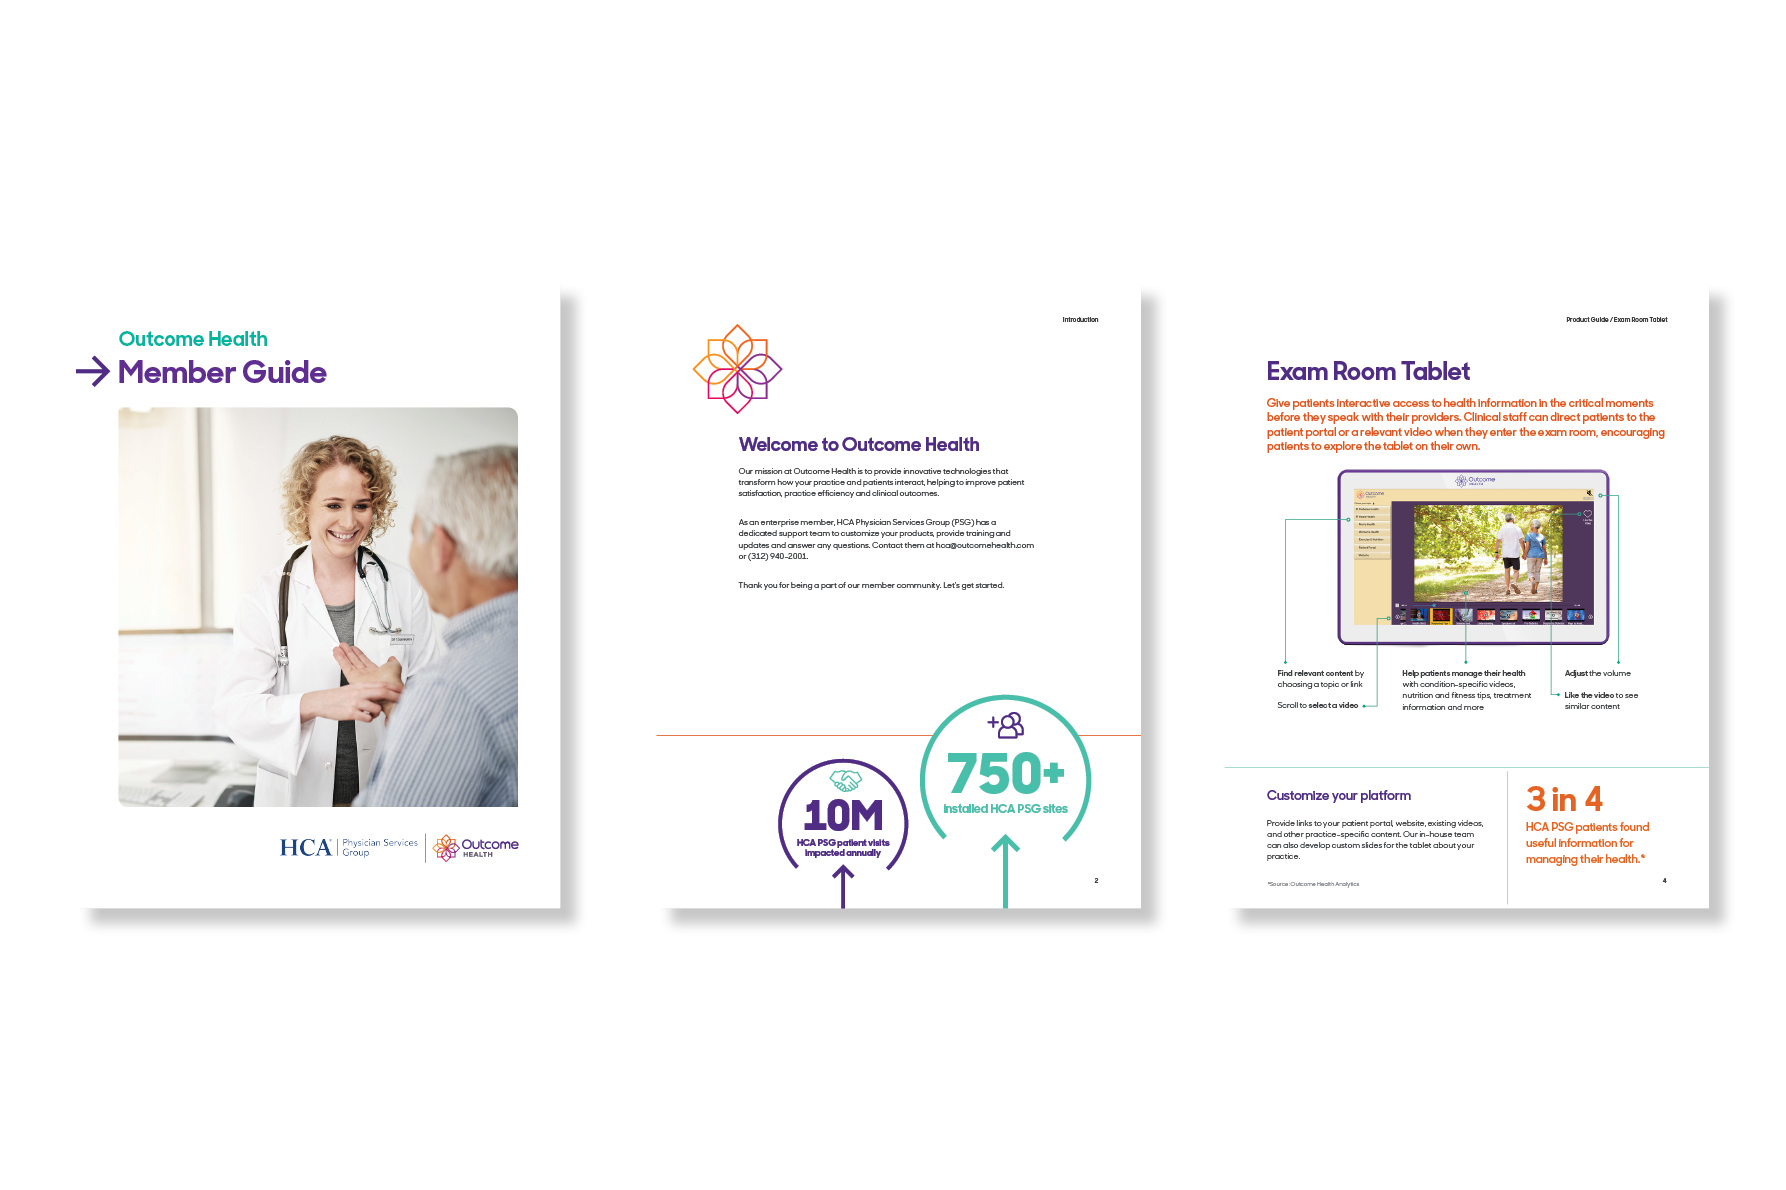 Outcome Health
Member Guide
HCA
Physician Services
Group
Outcome
HEALTH
Introduction
Welcome to Outcome Health
Our mission at Outcome Health is to provide innovative technologies that
transform how your practice and patients interact, helping to improve patient
satisfaction, practice efficiency and clinical outcomes.
As an enterprise member, HCA Physician Services Group (PSG) has a
dedicated support team to customize your products, provide training and
updates and answer any questions. Contact them at hca@outcomehealth.com
or (312) 940-2001.
Thank you for being a part of our member community. Let's get started.
10M
HCA PSG patient visits
impacted annually
750+
installed HCA PSG sites
2
Product Guide / Exam Room Tablet
Exam Room Tablet
Give patients interactive access to health information in the critical moments
before they speak with their providers. Clinical staff can direct patients to the
patient portal or a relevant video when they enter the exam room, encouraging
patients to explore the tablet on their own.
Outcome
HEALTH
Outcome
Find relevant content by
choosing a topic or link
Scroll to select a video
Help patients manage their health
with condition-specific videos,
nutrition and fitness tips, treatment
information and more
Adjust the volume
Like the video to see
similar content
Customize your platform
Provide links to your patient portal, website, existing videos,
and other practice-specific content. Our in-house team
can also develop custom slides for the tablet about your
practice.
*Source: Outcome Health Analytics
3 in 4
HCA PSG patients found
useful information for
managing their health.*
4